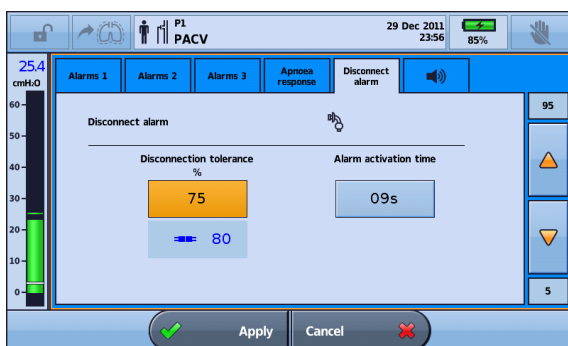 P1
PACV
29 Dec 2011
23:56
85%
25.4
cmH2O
Alarms 1
Alarms 2
Alarms 3
Apnoea
response
Disconnect
alarm
60
50
40
30
20
10
0
Disconnect alarm
Disconnection tolerance
%
Alarm activation time
75
09s
80
95
5
Apply
Cancel